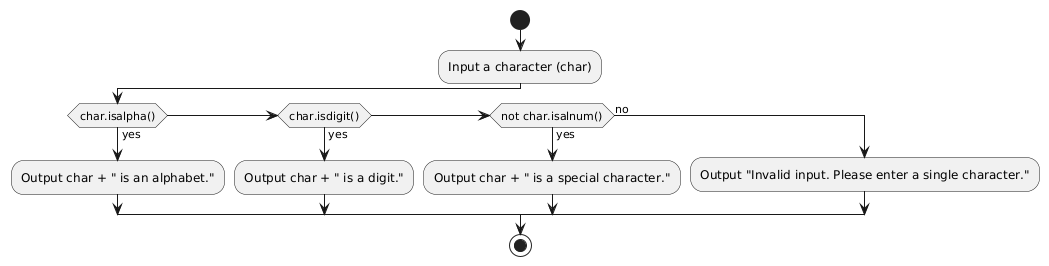 Input a character (char)
char.isalpha()
char.isdigit()
not char.isalnum()
no
yes
yes
yes
Output char + " is an alphabet."
Output char + " is a digit."
Output char + " is a special character."
Output "Invalid input. Please enter a single character."